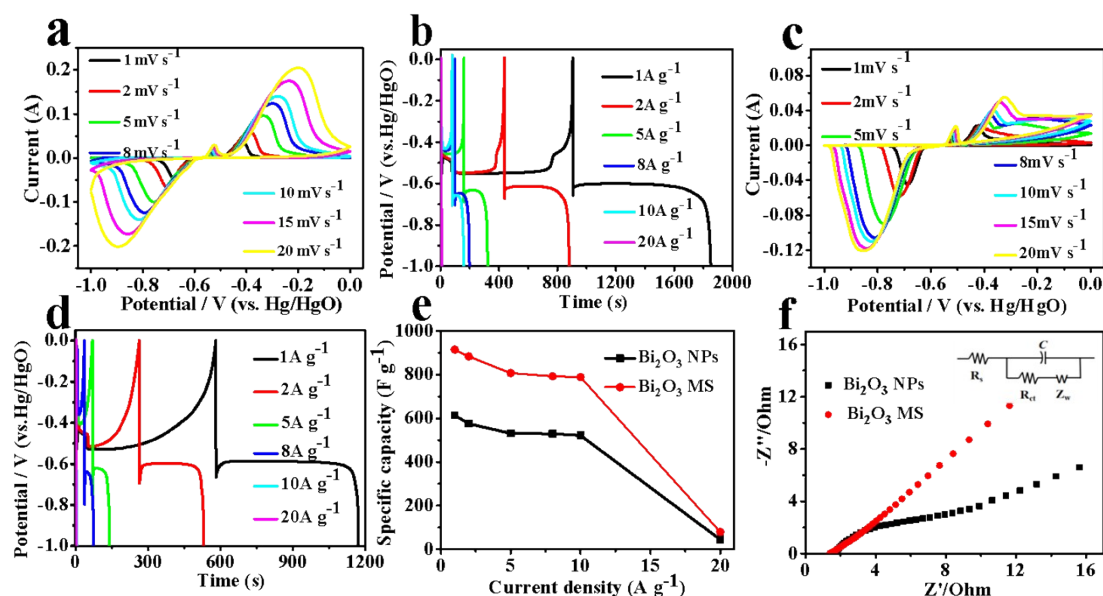 a
1 mV s⁻¹
2 mV s⁻¹
5 mV s⁻¹
8 mV s⁻¹
10 mV s⁻¹
15 mV s⁻¹
20 mV s⁻¹
Current (A)
0.2
0.1
0.0
-0.1
-0.2
-1.0 -0.8 -0.6 -0.4 -0.2 0.0
Potential / V (vs. Hg/HgO)
b
1A g⁻¹
2A g⁻¹
5A g⁻¹
8A g⁻¹
10A g⁻¹
20A g⁻¹
Potential / V (vs.Hg/HgO)
0.0
-0.2
-0.4
-0.6
-0.8
-1.0
0 400 800 1200 1600 2000
Time (s)
c
1mV s⁻¹
2mV s⁻¹
5mV s⁻¹
8mV s⁻¹
10mV s⁻¹
15mV s⁻¹
20mV s⁻¹
Current (A)
0.08
0.04
0.00
-0.04
-0.08
-0.12
-1.0 -0.8 -0.6 -0.4 -0.2 0.0
Potential / V (vs. Hg/HgO)
d
1A g⁻¹
2A g⁻¹
5A g⁻¹
8A g⁻¹
10A g⁻¹
20A g⁻¹
Potential / V (vs.Hg/HgO)
0.0
-0.2
-0.4
-0.6
-0.8
-1.0
0 300 600 900 1200
Time (s)
e
Bi₂O₃ NPs
Bi₂O₃ MS
Specific capacity (F g⁻¹)
1000
800
600
400
200
0
0 5 10 15 20
Current density (A g⁻¹)
f
C
Rₛ
R_ct
Z_w
Bi₂O₃ NPs
Bi₂O₃ MS
-Z''/Ohm
16
12
8
4
0
0 4 8 12 16
Z'/Ohm